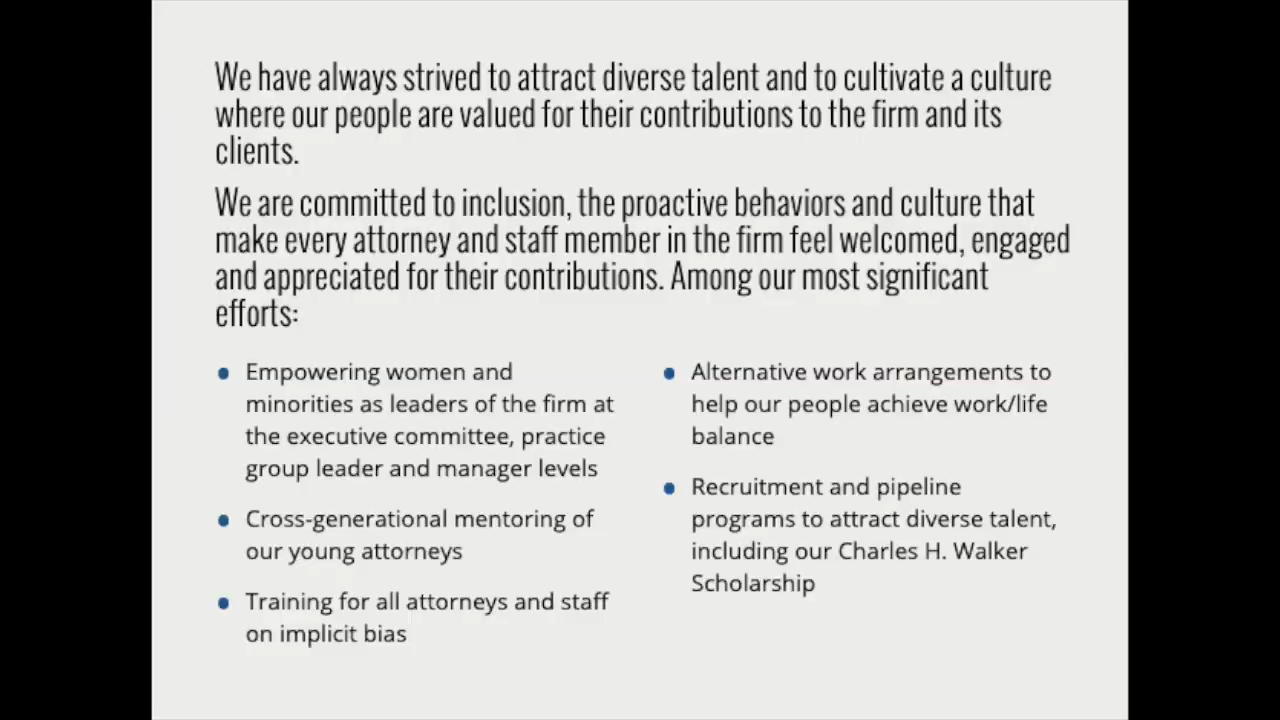 We have always strived to attract diverse talent and to cultivate a culture
where our people are valued for their contributions to the firm and its
clients.
We are committed to inclusion, the proactive behaviors and culture that
make every attorney and staff member in the firm feel welcomed, engaged
and appreciated for their contributions. Among our most significant
efforts:
Empowering women and
minorities as leaders of the firm at
the executive committee, practice
group leader and manager levels
Cross-generational mentoring of
our young attorneys
Training for all attorneys and staff
on implicit bias
Alternative work arrangements to
help our people achieve work/life
balance
Recruitment and pipeline
programs to attract diverse talent,
including our Charles H. Walker
Scholarship